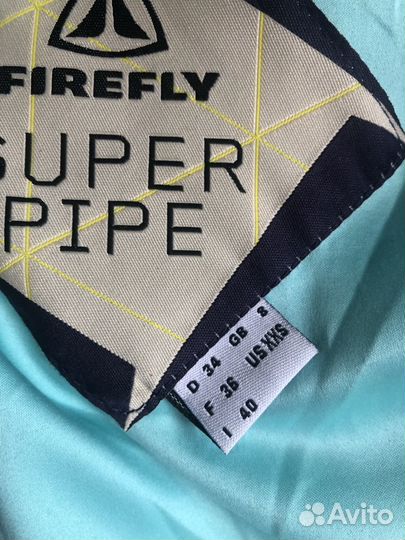 FIREFLY
SUPER
PIPE
D 34 GB 8
F 36 US XXS
I 40
Avito